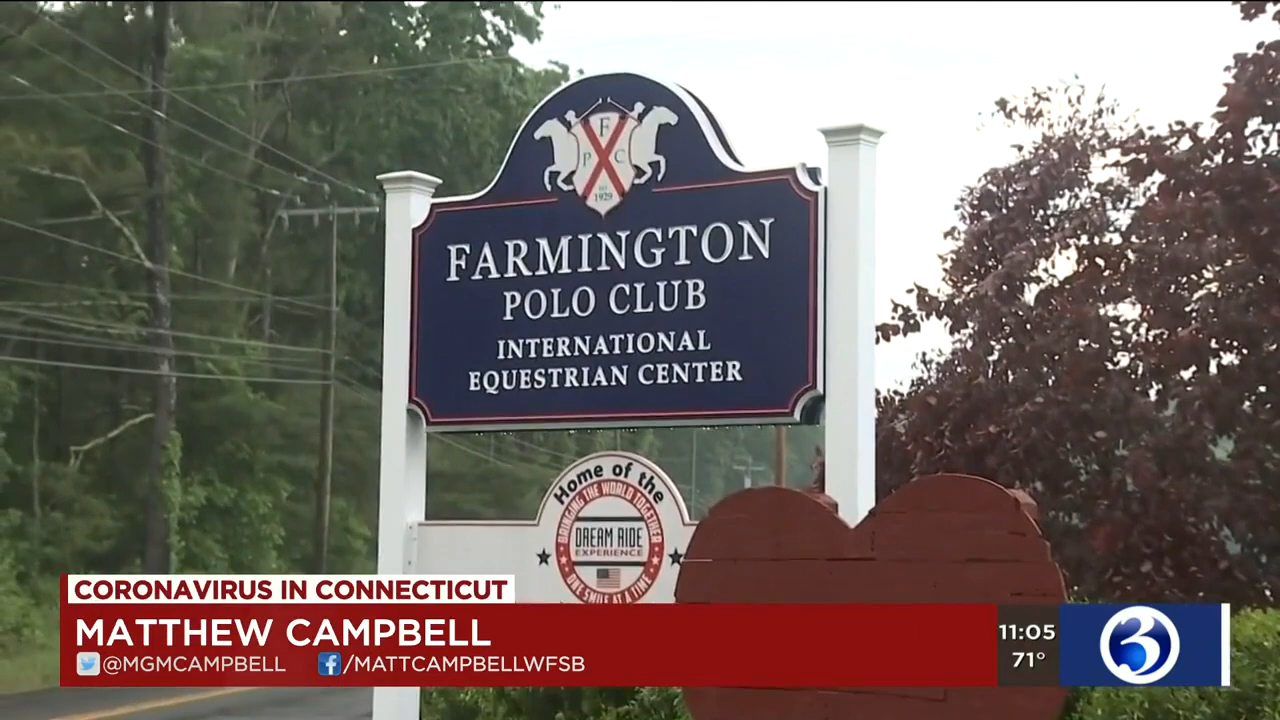 F
P C
EST
1929
FARMINGTON
POLO CLUB
INTERNATIONAL
EQUESTRIAN CENTER
Home of the
BRINGING THE WORLD TOGETHER
DREAM RIDE
EXPERIENCE
ONE SMILE AT A TIME
CORONAVIRUS IN CONNECTICUT
MATTHEW CAMPBELL
@MGMCAMPBELL /MATTCAMPBELLWFSB
11:05
71°
3